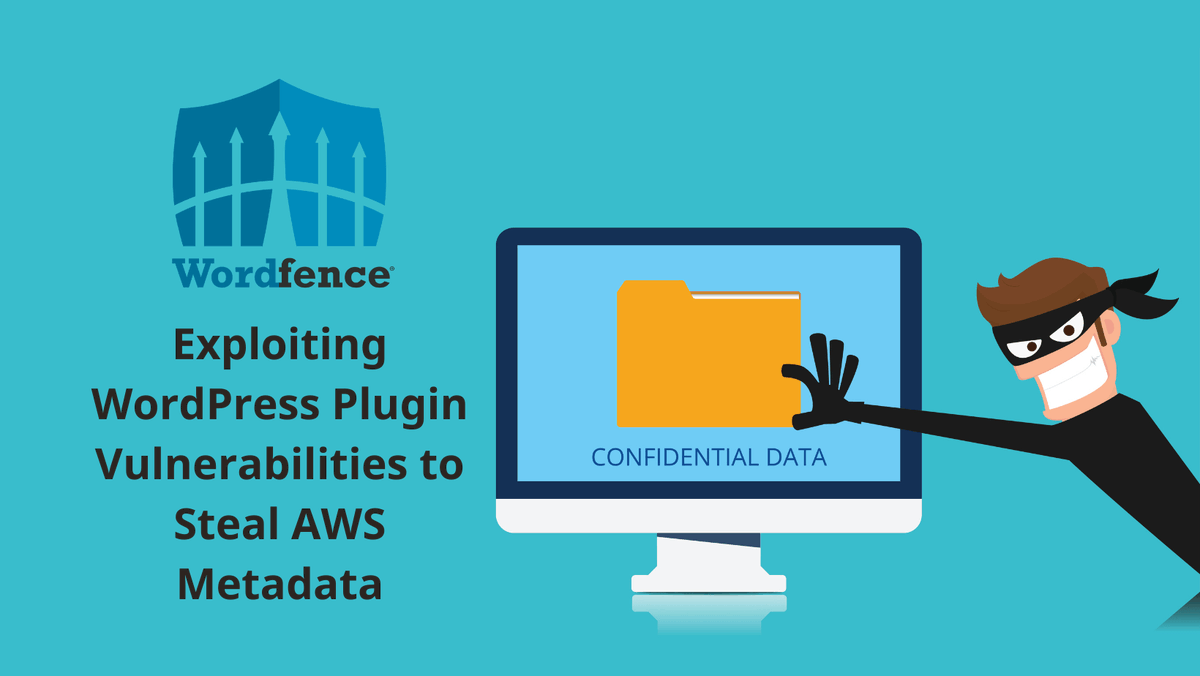 Wordfence®
Exploiting
WordPress Plugin
Vulnerabilities to
Steal AWS
Metadata
CONFIDENTIAL DATA